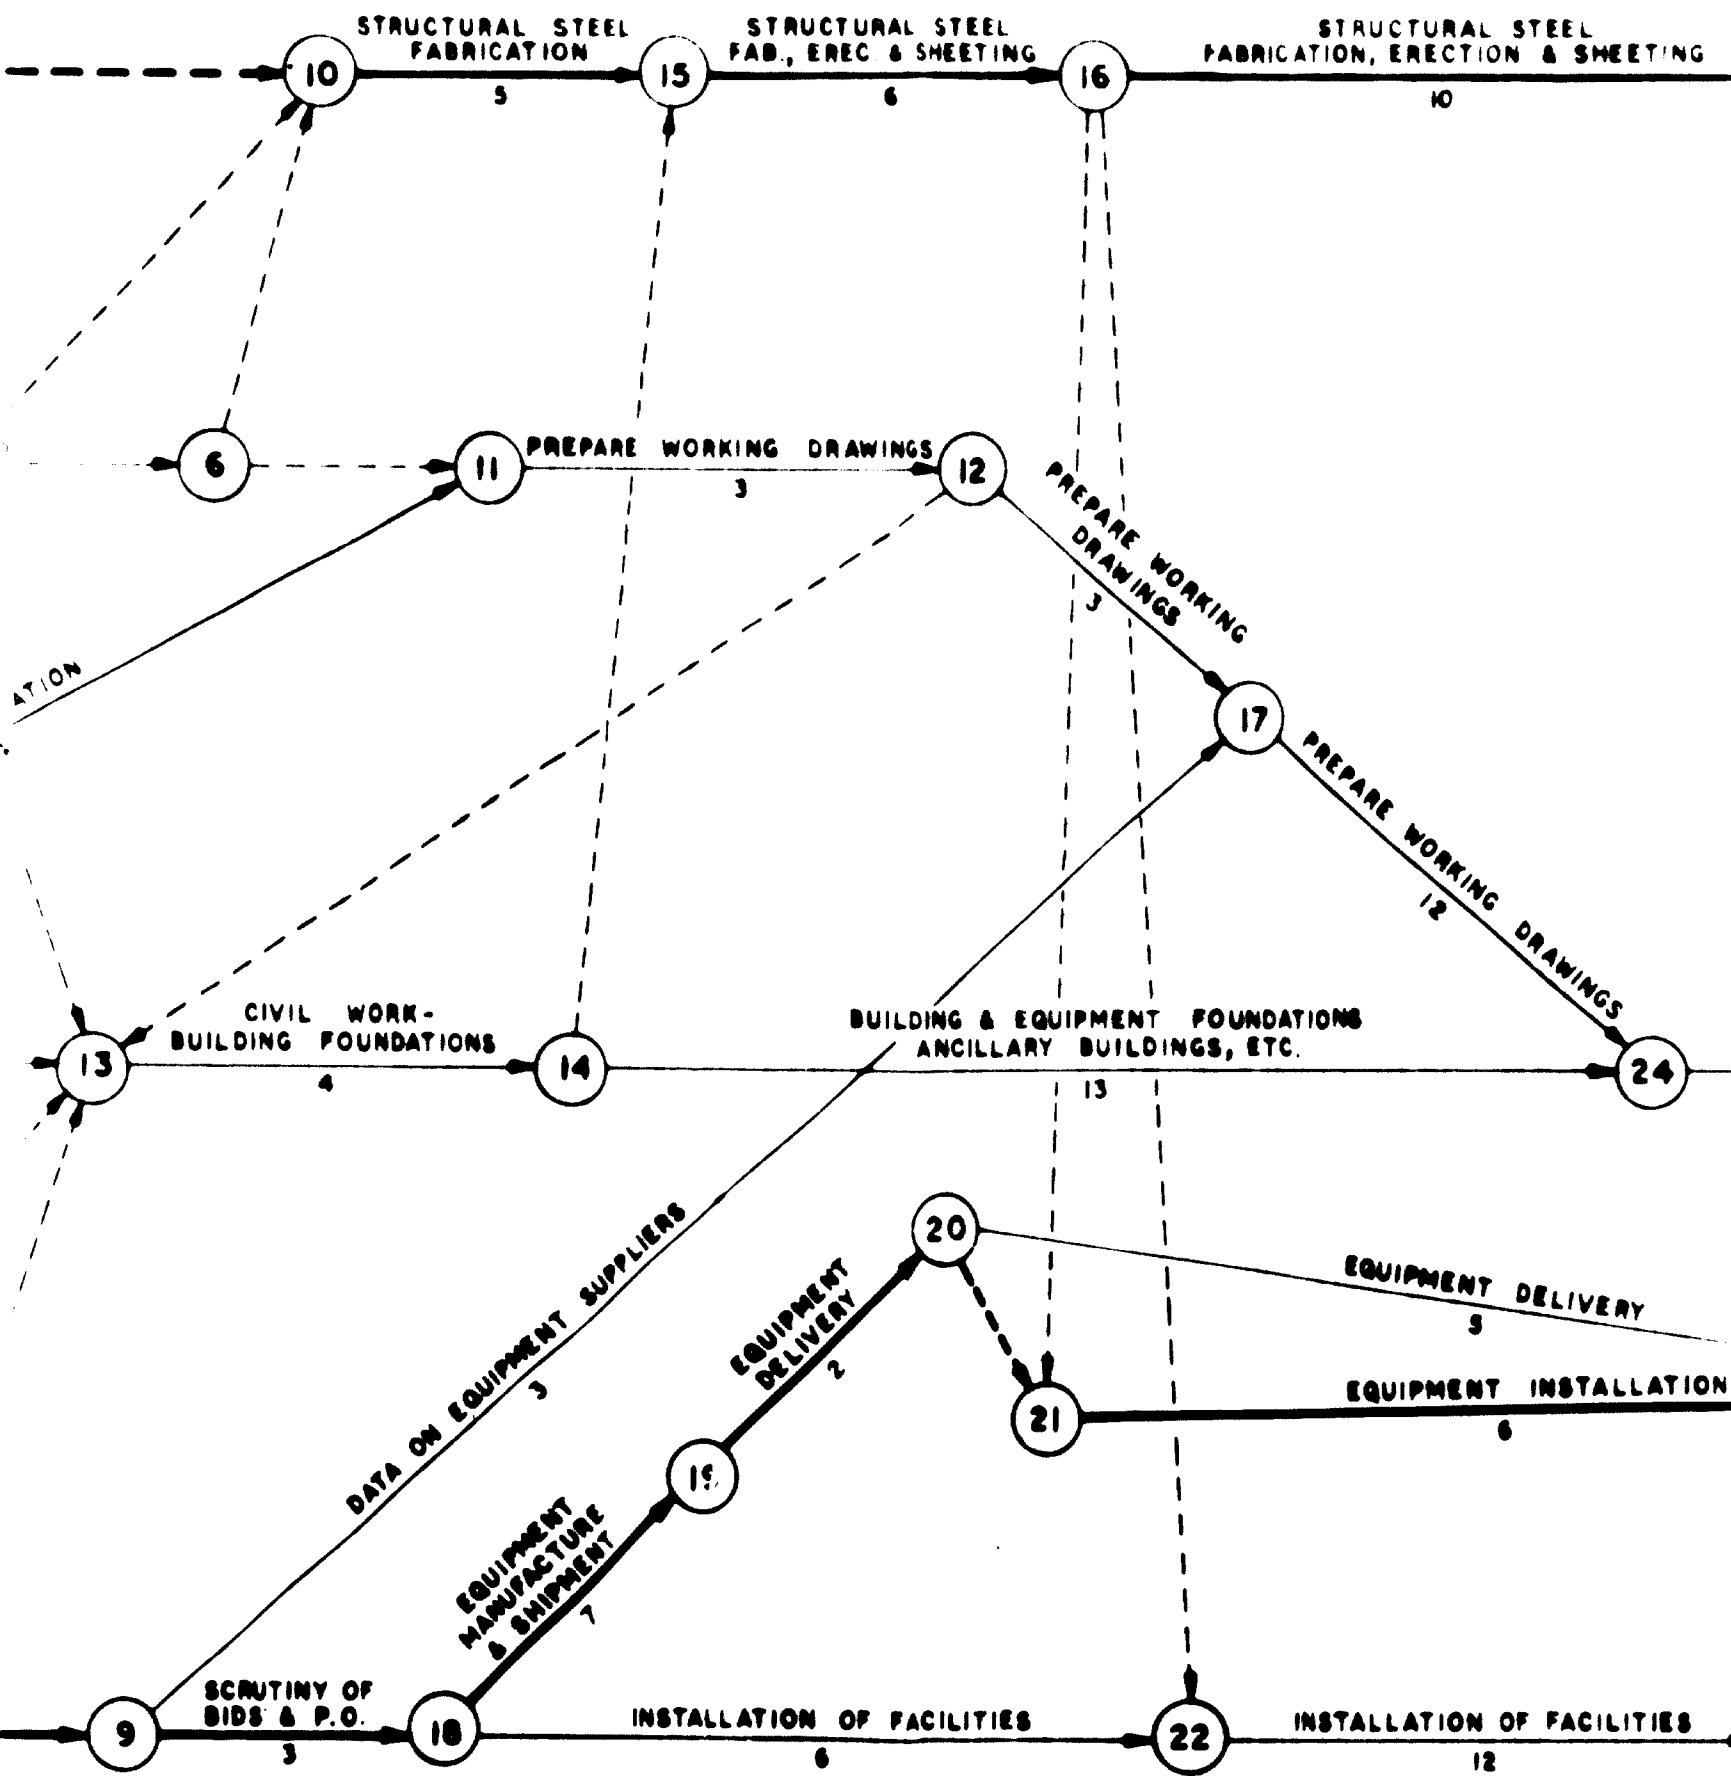 STRUCTURAL STEEL
FABRICATION
5
STRUCTURAL STEEL
FAB., EREC & SHEETING
6
STRUCTURAL STEEL
FABRICATION, ERECTION & SHEETING
10
10
15
16
6
11
PREPARE WORKING DRAWINGS
3
12
PREPARE WORKING
DRAWINGS
3
ATION
17
PREPARE WORKING DRAWINGS
12
13
CIVIL WORK-
BUILDING FOUNDATIONS
4
14
BUILDING & EQUIPMENT FOUNDATIONS
ANCILLARY BUILDINGS, ETC.
13
24
DATA ON EQUIPMENT SUPPLIERS
3
20
EQUIPMENT
DELIVERY
2
EQUIPMENT DELIVERY
5
21
EQUIPMENT INSTALLATION
6
19
EQUIPMENT
MANUFACTURE
& SHIPMENT
7
9
SCRUTINY OF
BIDS & P.O.
3
18
INSTALLATION OF FACILITIES
6
22
INSTALLATION OF FACILITIES
12